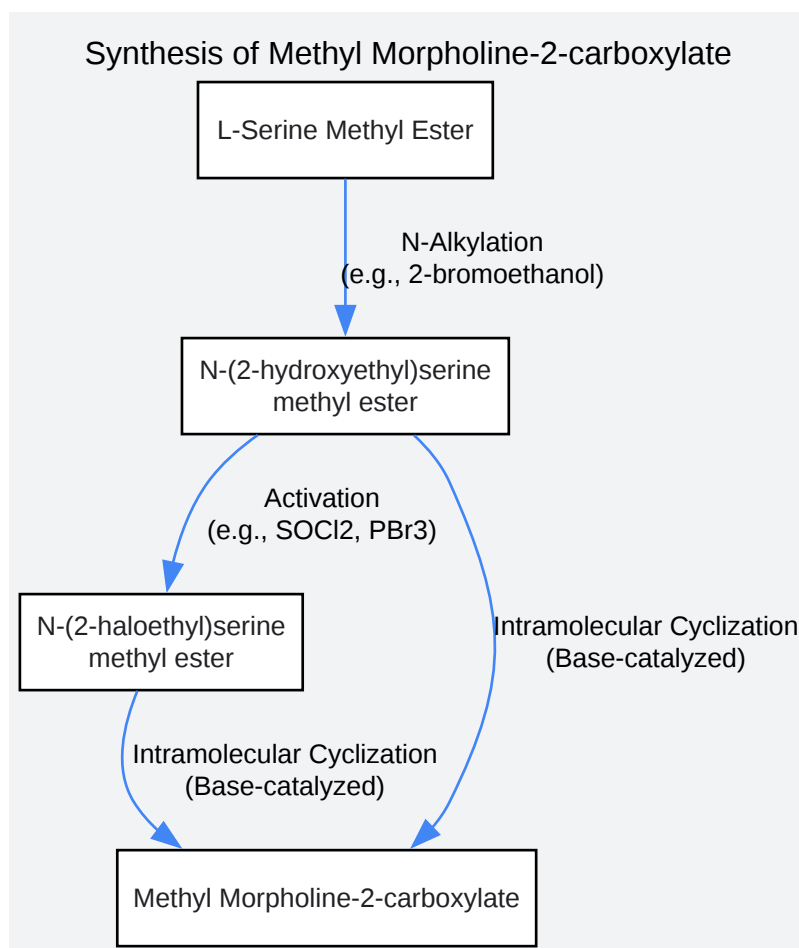 Synthesis of Methyl Morpholine-2-carboxylate
L-Serine Methyl Ester
N-Alkylation
(e.g., 2-bromoethanol)
N-(2-hydroxyethyl)serine
methyl ester
Activation
(e.g., SOCl2, PBr3)
N-(2-haloethyl)serine
methyl ester
Intramolecular Cyclization
(Base-catalyzed)
Intramolecular Cyclization
(Base-catalyzed)
Methyl Morpholine-2-carboxylate